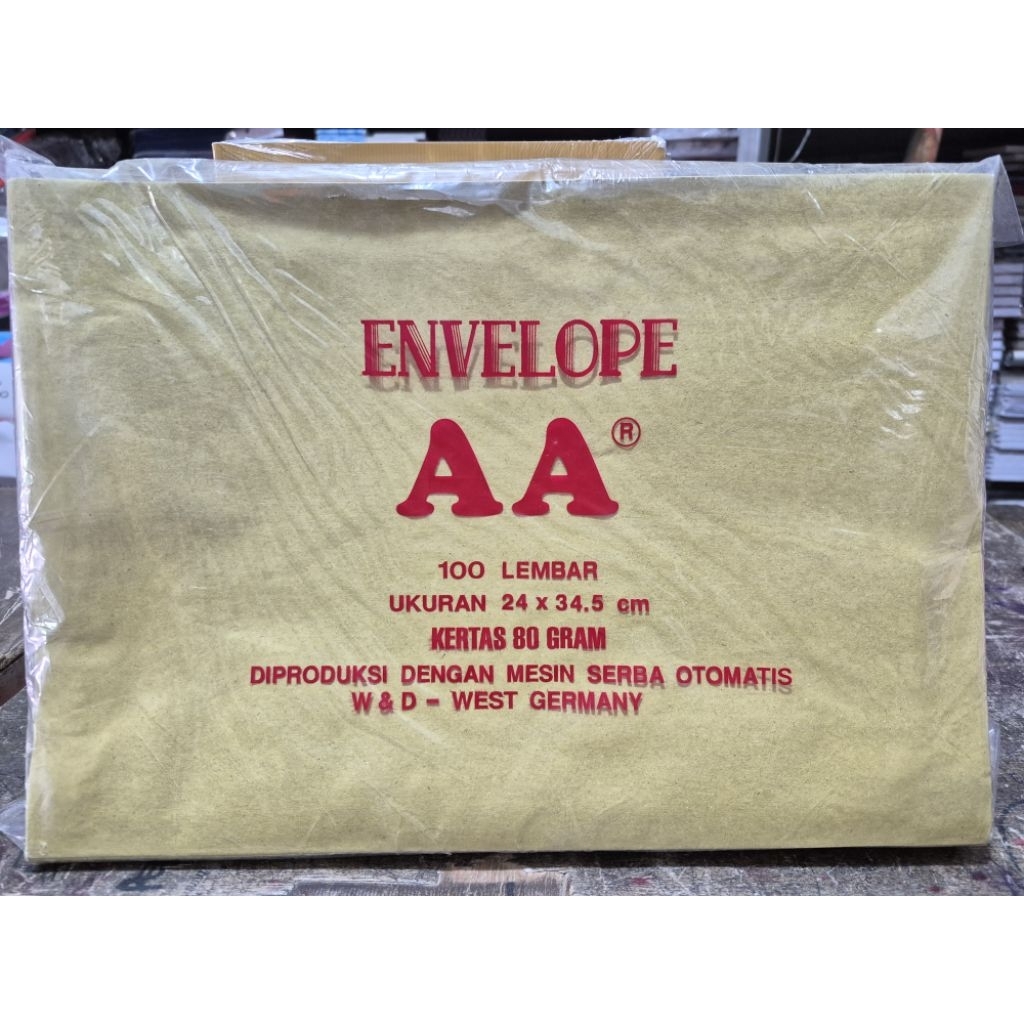 ENVELOPE
AA®
100 LEMBAR
UKURAN 24 x 34.5 cm
KERTAS 80 GRAM
DIPRODUKSI DENGAN MESIN SERBA OTOMATIS
W & D - WEST GERMANY